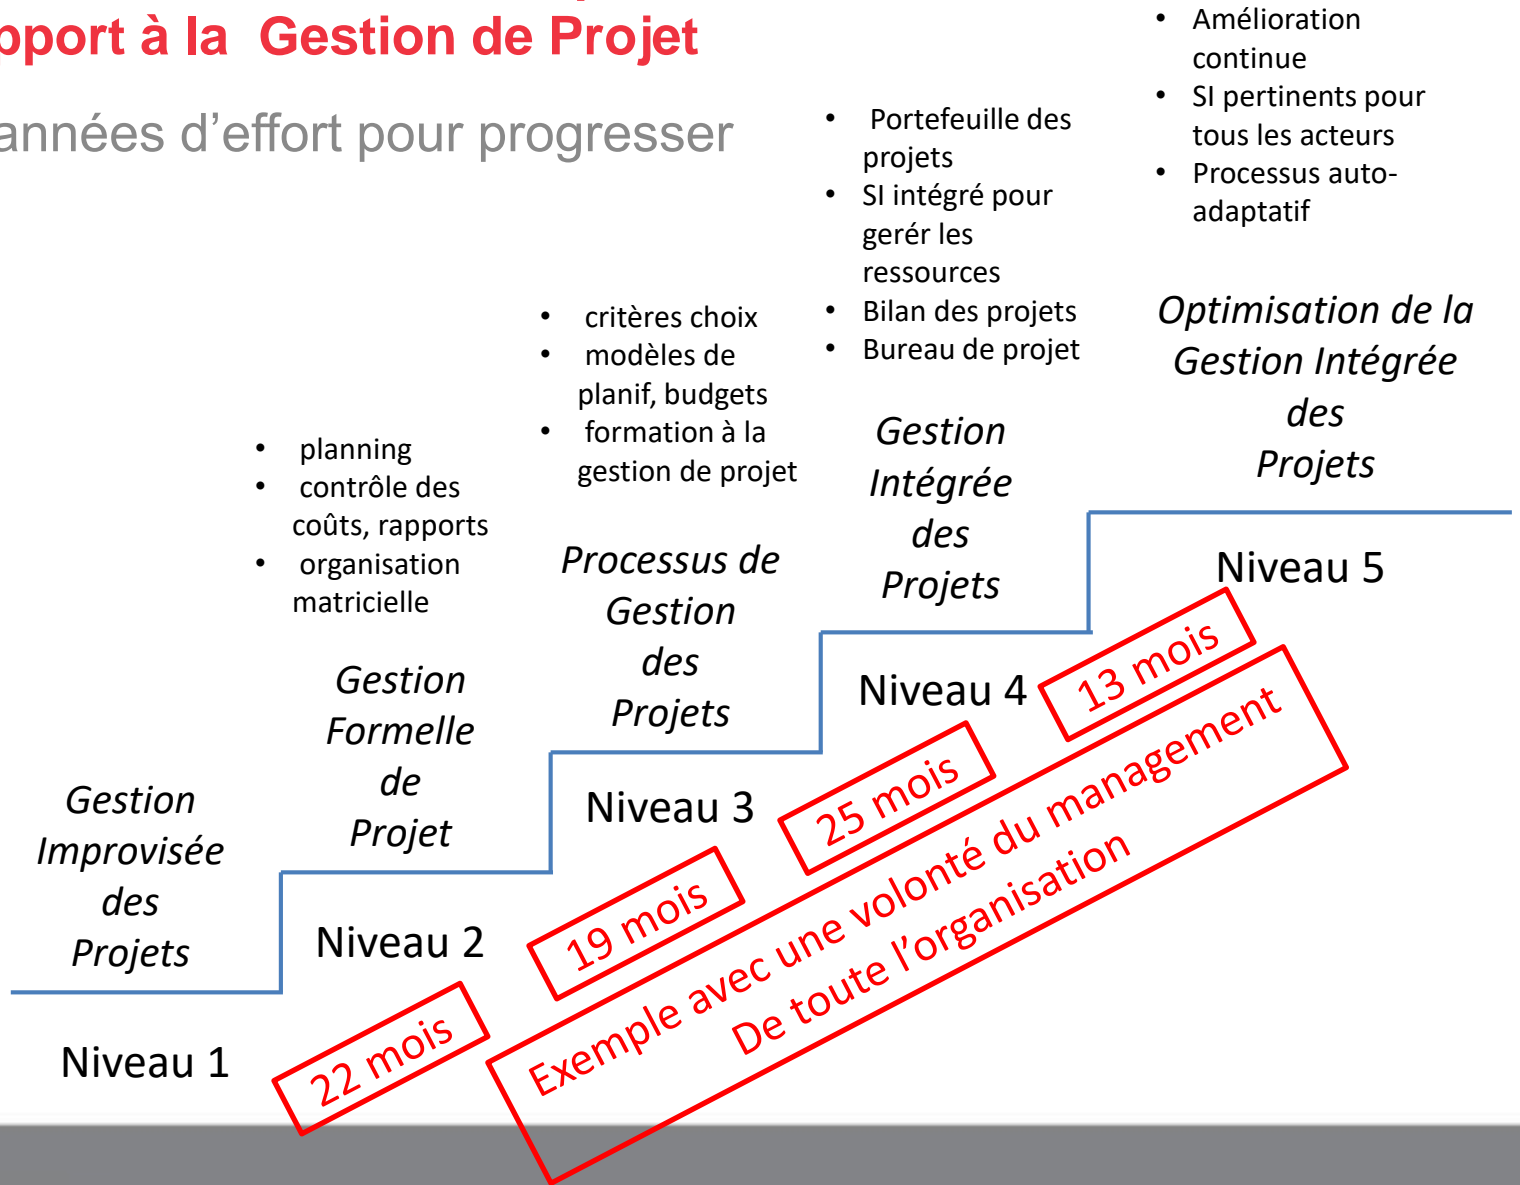 pport à la Gestion de Projet
années d’effort pour progresser
• Amélioration
continue
• SI pertinents pour
tous les acteurs
• Processus auto-
adaptatif
Optimisation de la
Gestion Intégrée
des
Projets
Niveau 5
• Portefeuille des
projets
• SI intégré pour
gerér les
ressources
• Bilan des projets
• Bureau de projet
Gestion
Intégrée
des
Projets
Niveau 4
• critères choix
• modèles de
planif, budgets
• formation à la
gestion de projet
Processus de
Gestion
des
Projets
Niveau 3
• planning
• contrôle des
coûts, rapports
• organisation
matricielle
Gestion
Formelle
de
Projet
Niveau 2
Gestion
Improvisée
des
Projets
Niveau 1
22 mois
19 mois
25 mois
13 mois
Exemple avec une volonté du management
De toute l’organisation